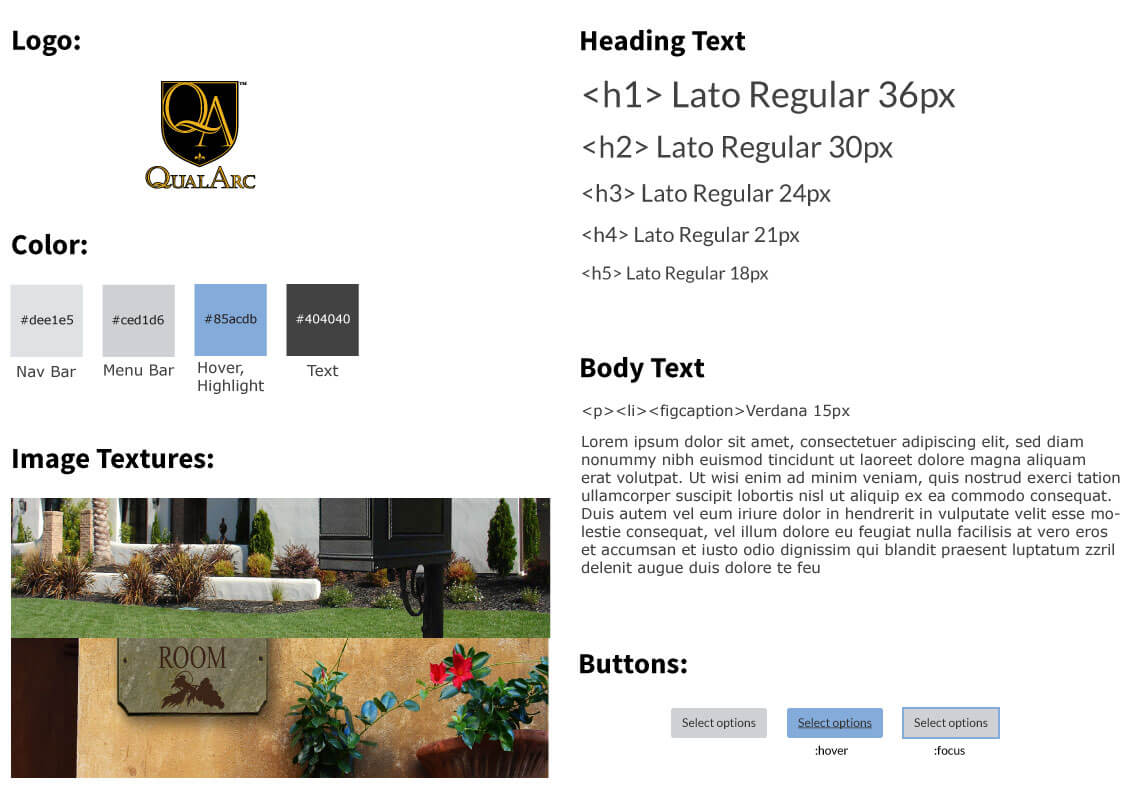 Logo:
QA™
QUALARC
Color:
#dee1e5
#ced1d6
#85acdb
#404040
Nav Bar
Menu Bar
Hover,
Highlight
Text
Image Textures:
ROOM
Heading Text
<h1> Lato Regular 36px
<h2> Lato Regular 30px
<h3> Lato Regular 24px
<h4> Lato Regular 21px
<h5> Lato Regular 18px
Body Text
<p><li><figcaption>Verdana 15px
Lorem ipsum dolor sit amet, consectetuer adipiscing elit, sed diam
nonummy nibh euismod tincidunt ut laoreet dolore magna aliquam
erat volutpat. Ut wisi enim ad minim veniam, quis nostrud exerci tation
ullamcorper suscipit lobortis nisl ut aliquip ex ea commodo consequat.
Duis autem vel eum iriure dolor in hendrerit in vulputate velit esse mo-
lestie consequat, vel illum dolore eu feugiat nulla facilisis at vero eros
et accumsan et iusto odio dignissim qui blandit praesent luptatum zzril
delenit augue duis dolore te feu
Buttons:
Select options
Select options
Select options
:hover
:focus